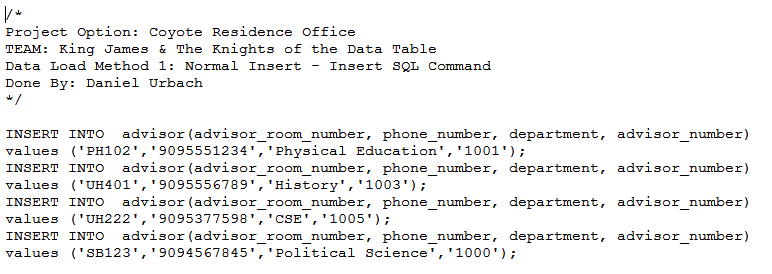 /*
Project Option: Coyote Residence Office
TEAM: King James & The Knights of the Data Table
Data Load Method 1: Normal Insert - Insert SQL Command
Done By: Daniel Urbach
*/
INSERT INTO  advisor(advisor_room_number, phone_number, department, advisor_number)
values ('PH102','9095551234','Physical Education','1001');
INSERT INTO  advisor(advisor_room_number, phone_number, department, advisor_number)
values ('UH401','9095556789','History','1003');
INSERT INTO  advisor(advisor_room_number, phone_number, department, advisor_number)
values ('UH222','9095377598','CSE','1005');
INSERT INTO  advisor(advisor_room_number, phone_number, department, advisor_number)
values ('SB123','9094567845','Political Science','1000');